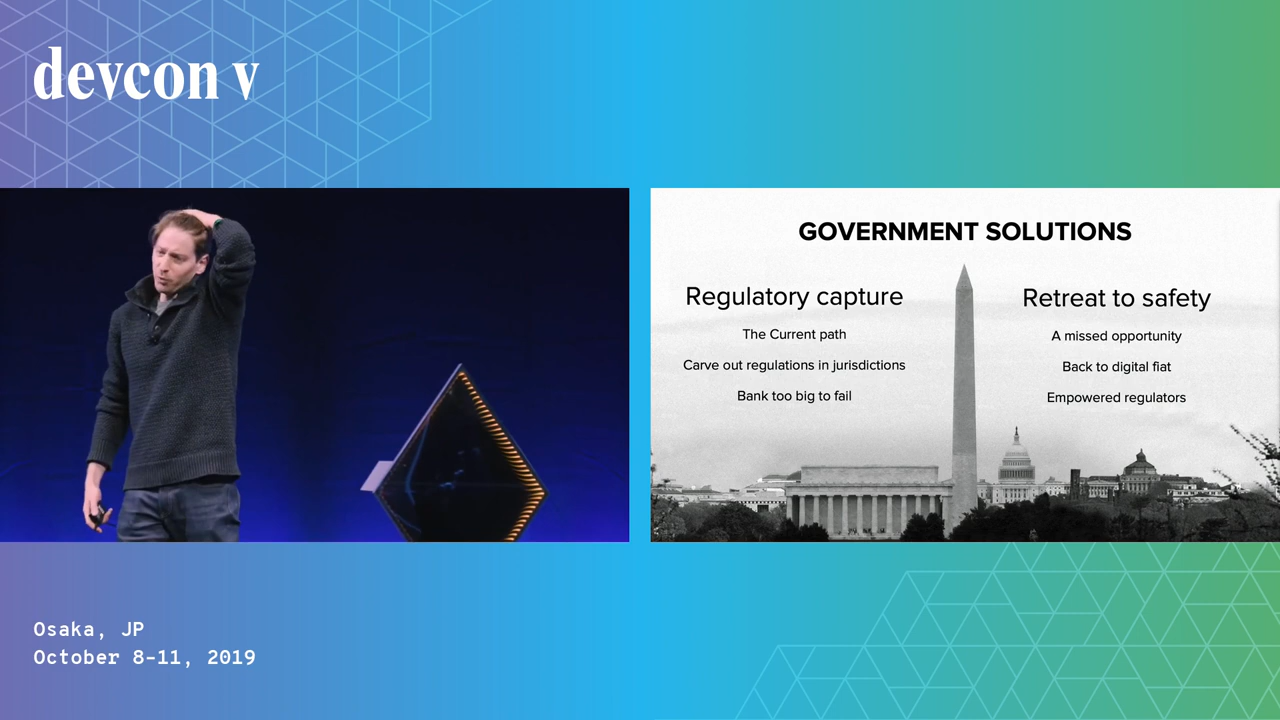 devcon v
GOVERNMENT SOLUTIONS
Regulatory capture
The Current path
Carve out regulations in jurisdictions
Bank too big to fail
Retreat to safety
A missed opportunity
Back to digital fiat
Empowered regulators
Osaka, JP
October 8-11, 2019